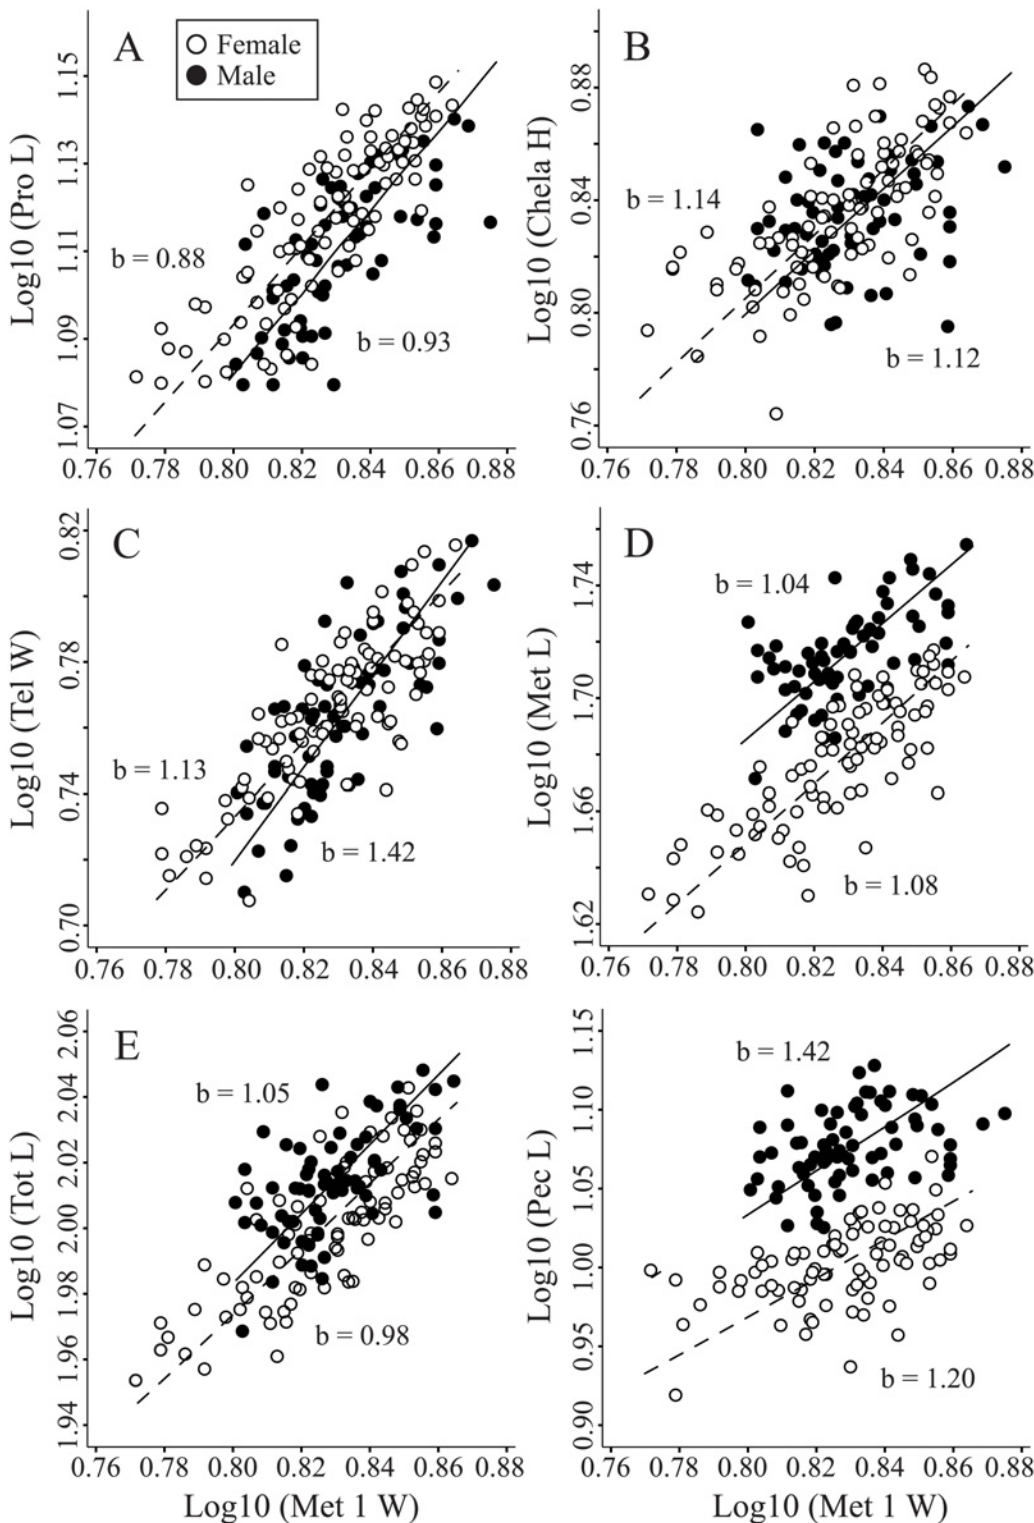 A
Female
Male
1.15
1.13
1.11
1.09
1.07
Log10 (Pro L)
b = 0.88
b = 0.93
0.76 0.78 0.80 0.82 0.84 0.86 0.88
B
0.88
0.84
0.80
0.76
Log10 (Chela H)
b = 1.14
b = 1.12
0.76 0.78 0.80 0.82 0.84 0.86 0.88
C
0.82
0.78
0.74
0.70
Log10 (Tel W)
b = 1.13
b = 1.42
0.76 0.78 0.80 0.82 0.84 0.86 0.88
D
1.74
1.70
1.66
1.62
Log10 (Met L)
b = 1.04
b = 1.08
0.76 0.78 0.80 0.82 0.84 0.86 0.88
E
2.06
2.04
2.02
2.00
1.98
1.96
1.94
Log10 (Tot L)
b = 1.05
b = 0.98
0.76 0.78 0.80 0.82 0.84 0.86 0.88
Log10 (Met 1 W)
1.15
1.10
1.05
1.00
0.95
0.90
Log10 (Pec L)
b = 1.42
b = 1.20
0.76 0.78 0.80 0.82 0.84 0.86 0.88
Log10 (Met 1 W)